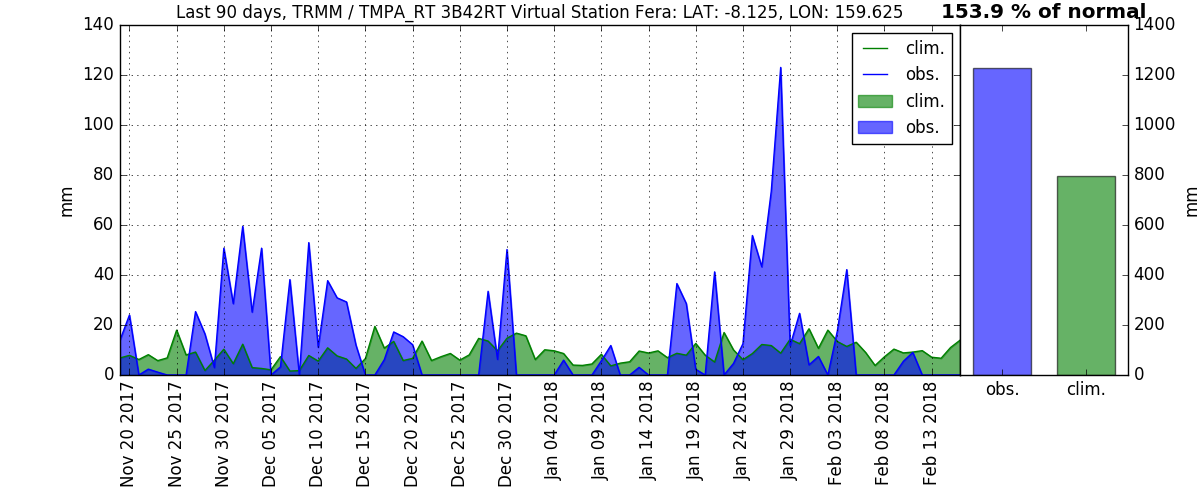 Last 90 days, TRMM / TMPA_RT 3B42RT Virtual Station Fera: LAT: -8.125, LON: 159.625
153.9 % of normal
140
120
100
80
60
40
20
0
mm
clim.
obs.
clim.
obs.
1400
1200
1000
800
600
400
200
0
mm
Nov 20 2017
Nov 25 2017
Nov 30 2017
Dec 05 2017
Dec 10 2017
Dec 15 2017
Dec 20 2017
Dec 25 2017
Dec 30 2017
Jan 04 2018
Jan 09 2018
Jan 14 2018
Jan 19 2018
Jan 24 2018
Jan 29 2018
Feb 03 2018
Feb 08 2018
Feb 13 2018
obs.
clim.